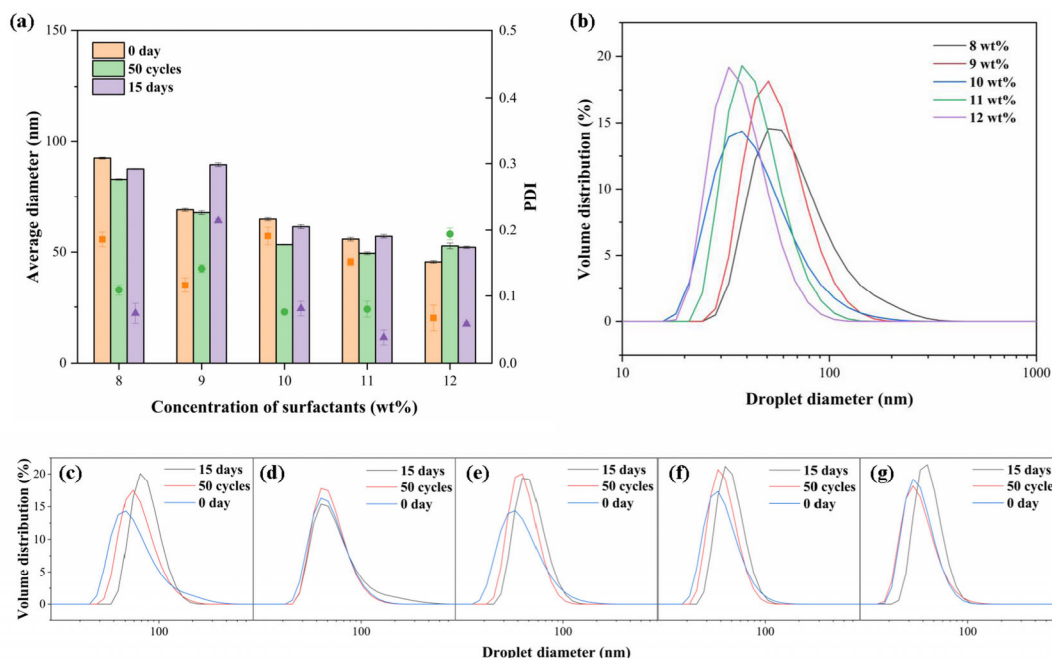 (a)
150
100
50
0
Average diameter (nm)
0 day
50 cycles
15 days
0.5
0.4
0.3
0.2
0.1
0.0
PDI
8 9 10 11 12
Concentration of surfactants (wt%)
(b)
20
15
10
5
0
Volume distribution (%)
8 wt%
9 wt%
10 wt%
11 wt%
12 wt%
10 100 1000
Droplet diameter (nm)
Volume distribution (%)
20
15
10
5
0
(c)
15 days
50 cycles
0 day
100
(d)
15 days
50 cycles
0 day
100
(e)
15 days
50 cycles
0 day
100
(f)
15 days
50 cycles
0 day
100
(g)
15 days
50 cycles
0 day
100
Droplet diameter (nm)